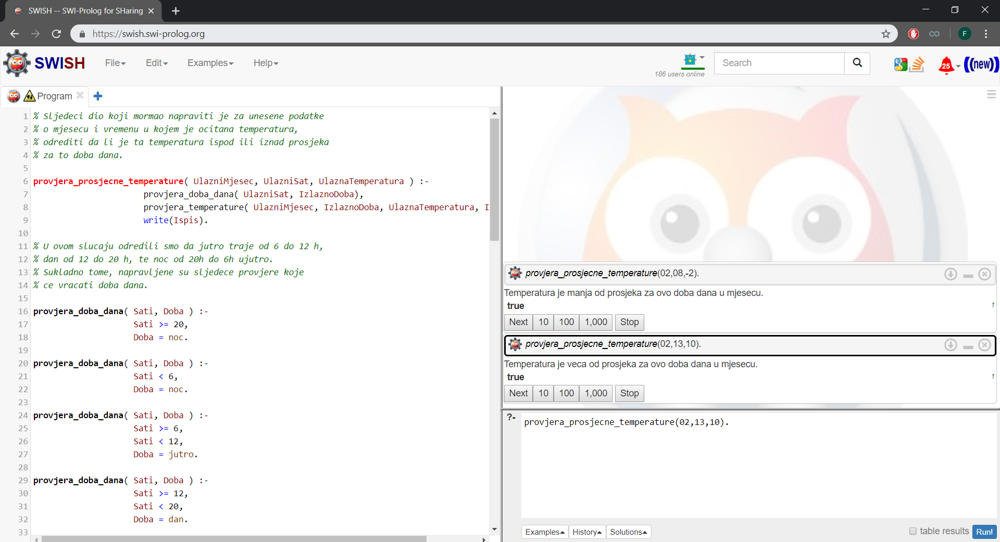 SWISH -- SWI-Prolog for SHaring
https://swish.swi-prolog.org
F
SWISH
File
Edit
Examples
Help
186 users online
Search
25
((new))
Program
1 % Sljedeci dio koji mormao napraviti je za unesene podatke
2 % o mjesecu i vremenu u kojem je ocitana temperatura,
3 % odrediti da li je ta temperatura ispod ili iznad prosjeka
4 % za to doba dana.
5
6 provjera_prosjecne_temperature( UlazniMjesec, UlazniSat, UlaznaTemperatura ) :-
7 provjera_doba_dana( UlazniSat, IzlaznoDoba),
8 provjera_temperature( UlazniMjesec, IzlaznoDoba, UlaznaTemperatura, I
9 write(Ispis).
10
11 % U ovom slucaju odredili smo da jutro traje od 6 do 12 h,
12 % dan od 12 do 20 h, te noc od 20h do 6h ujutro.
13 % Sukladno tome, napravljene su sljedece provjere koje
14 % ce vracati doba dana.
15
16 provjera_doba_dana( Sati, Doba ) :-
17 Sati >= 20,
18 Doba = noc.
19
20 provjera_doba_dana( Sati, Doba ) :-
21 Sati < 6,
22 Doba = noc.
23
24 provjera_doba_dana( Sati, Doba ) :-
25 Sati >= 6,
26 Sati < 12,
27 Doba = jutro.
28
29 provjera_doba_dana( Sati, Doba ) :-
30 Sati >= 12,
31 Sati < 20,
32 Doba = dan.
33
provjera_prosjecne_temperature(02,08,-2).
Temperatura je manja od prosjeka za ovo doba dana u mjesecu.
true 1
Next 10 100 1,000 Stop
provjera_prosjecne_temperature(02,13,10).
Temperatura je veca od prosjeka za ovo doba dana u mjesecu.
true 1
Next 10 100 1,000 Stop
?- provjera_prosjecne_temperature(02,13,10).
Examples History Solutions table results Run!